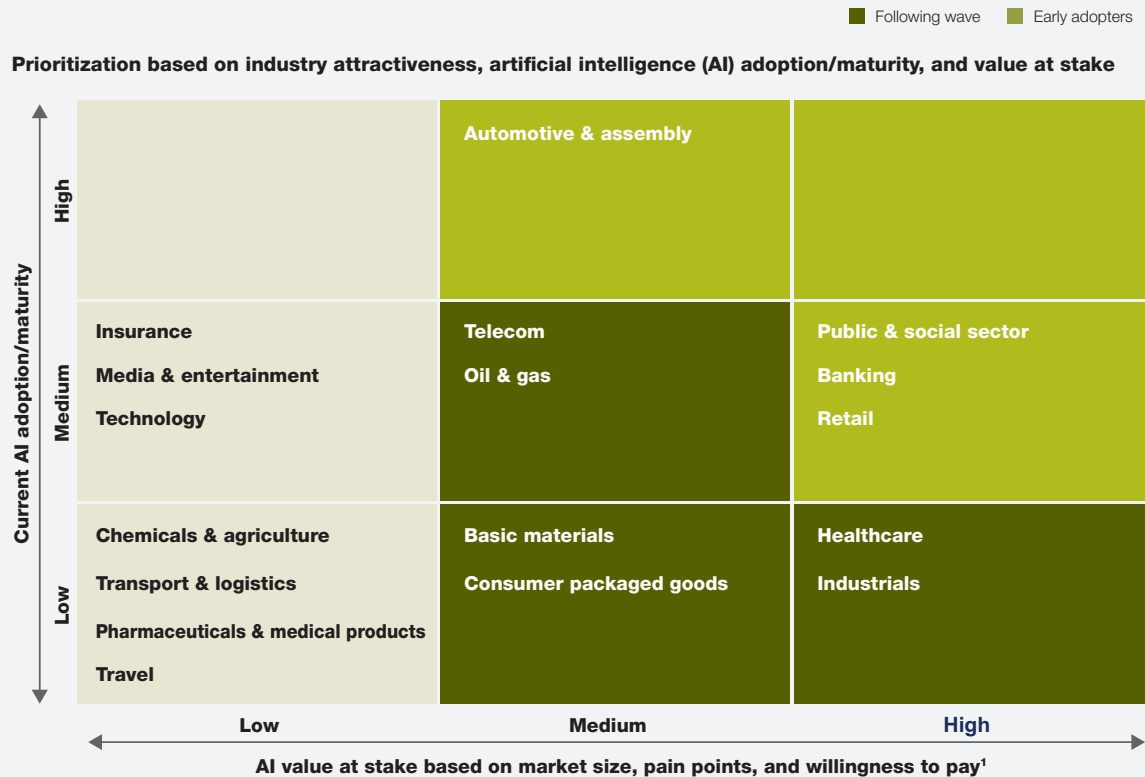 Following wave
Early adopters
Prioritization based on industry attractiveness, artificial intelligence (AI) adoption/maturity, and value at stake
Current AI adoption/maturity
High
Automotive & assembly
Medium
Insurance
Media & entertainment
Technology
Telecom
Oil & gas
Public & social sector
Banking
Retail
Low
Chemicals & agriculture
Transport & logistics
Pharmaceuticals & medical products
Travel
Basic materials
Consumer packaged goods
Healthcare
Industrials
Low
Medium
High
AI value at stake based on market size, pain points, and willingness to pay¹